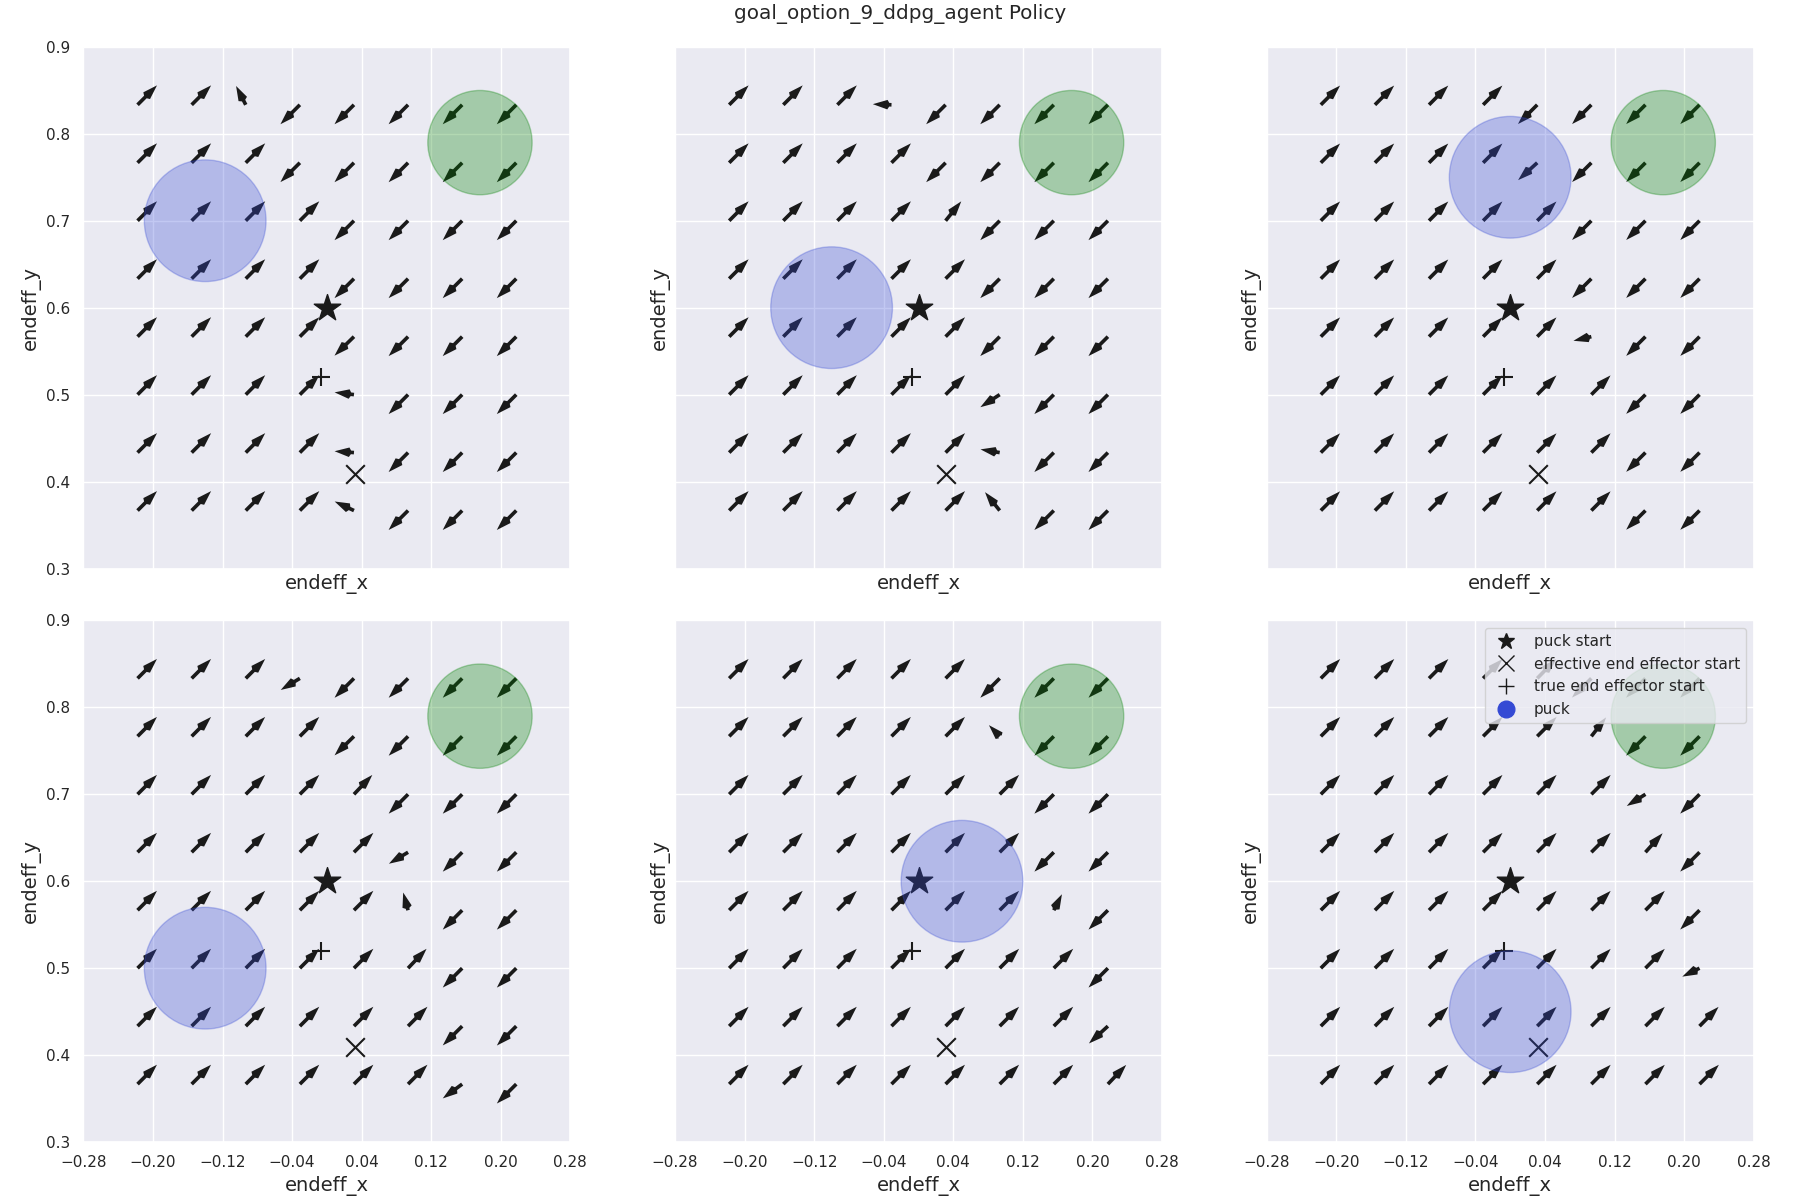 goal_option_9_ddpg_agent Policy
0.9
0.8
0.7
0.6
0.5
0.4
0.3
endeff_y
endeff_x
endeff_y
endeff_x
endeff_y
endeff_x
0.9
0.8
0.7
0.6
0.5
0.4
0.3
endeff_y
−0.28 −0.20 −0.12 −0.04 0.04 0.12 0.20 0.28
endeff_x
endeff_y
−0.28 −0.20 −0.12 −0.04 0.04 0.12 0.20 0.28
endeff_x
endeff_y
puck start
effective end effector start
true end effector start
puck
−0.28 −0.20 −0.12 −0.04 0.04 0.12 0.20 0.28
endeff_x